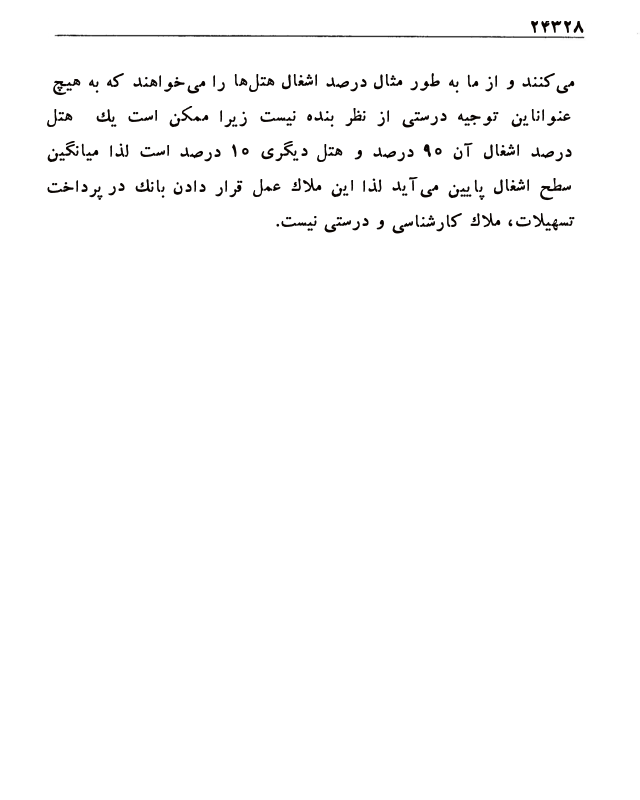 ۲۴۳۲۸
می‌کنند و از ما به طور مثال درصد اشغال هتل‌ها را می‌خواهند که به هیچ
عنواناین توجیه درستی از نظر بنده نیست زیرا ممکن است یك هتل
درصد اشغال آن ۹۵ درصد و هتل دیگری ۱۵ درصد است لذا میانگین
سطح اشغال پایین می‌آید لذا این ملاك عمل قرار دادن بانك در پرداخت
تسهیلات، ملاك کارشناسی و درستی نیست.